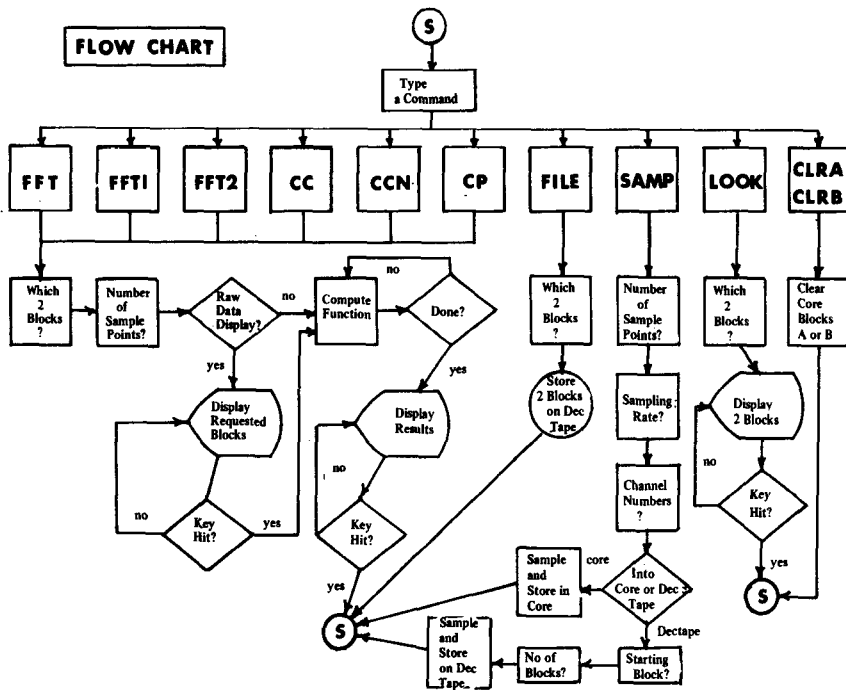 FLOW CHART
S
Type
a Command
FFT
FFT1
FFT2
CC
CCN
CP
FILE
SAMP
LOOK
CLRA
CLRB
Which
2
Blocks
?
Number
of
Sample
Points?
Raw
Data
Display?
no
yes
Display
Requested
Blocks
no
Key
Hit?
yes
Compute
Function
no
Done?
yes
Display
Results
no
Key
Hit?
yes
S
Which
2
Blocks
?
Store
2 Blocks
on Dec
Tape
Number
of
Sample
Points?
Sampling
Rate?
Channel
Numbers
?
Into
Core or Dec
Tape
core
Sample
and
Store in
Core
Dectape
Starting
Block?
No of
Blocks?
Sample
and
Store
on Dec
Tape
Which
2
Blocks
?
Display
2 Blocks
no
Key
Hit?
yes
S
Clear
Core
Blocks
A or B